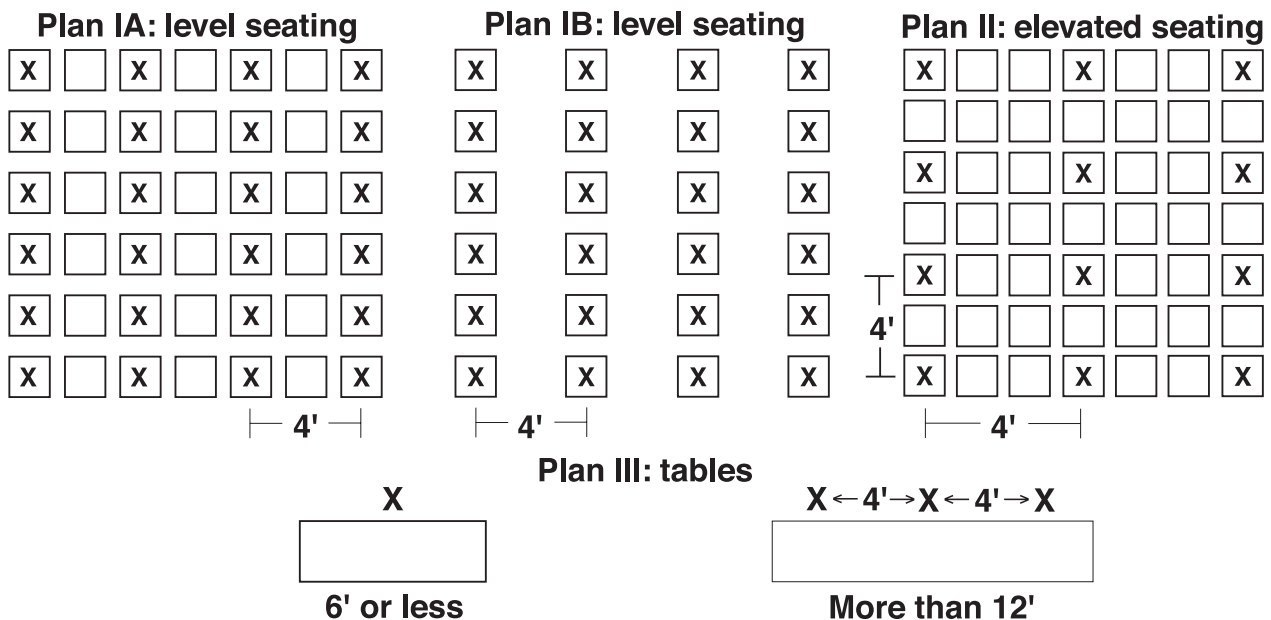 Plan IA: level seating Plan IB: level seating Plan II: elevated seating
X X X X X X X X X X X
X X X X X X X X
X X X X X X X X X X X
X X X X X X X X
X X X X X X X X X X X
4'
X X X X X X X X
X X X X X X X X X X X
4' 4' 4'
Plan III: tables
X X ←4'→ X ←4'→ X
6' or less More than 12'